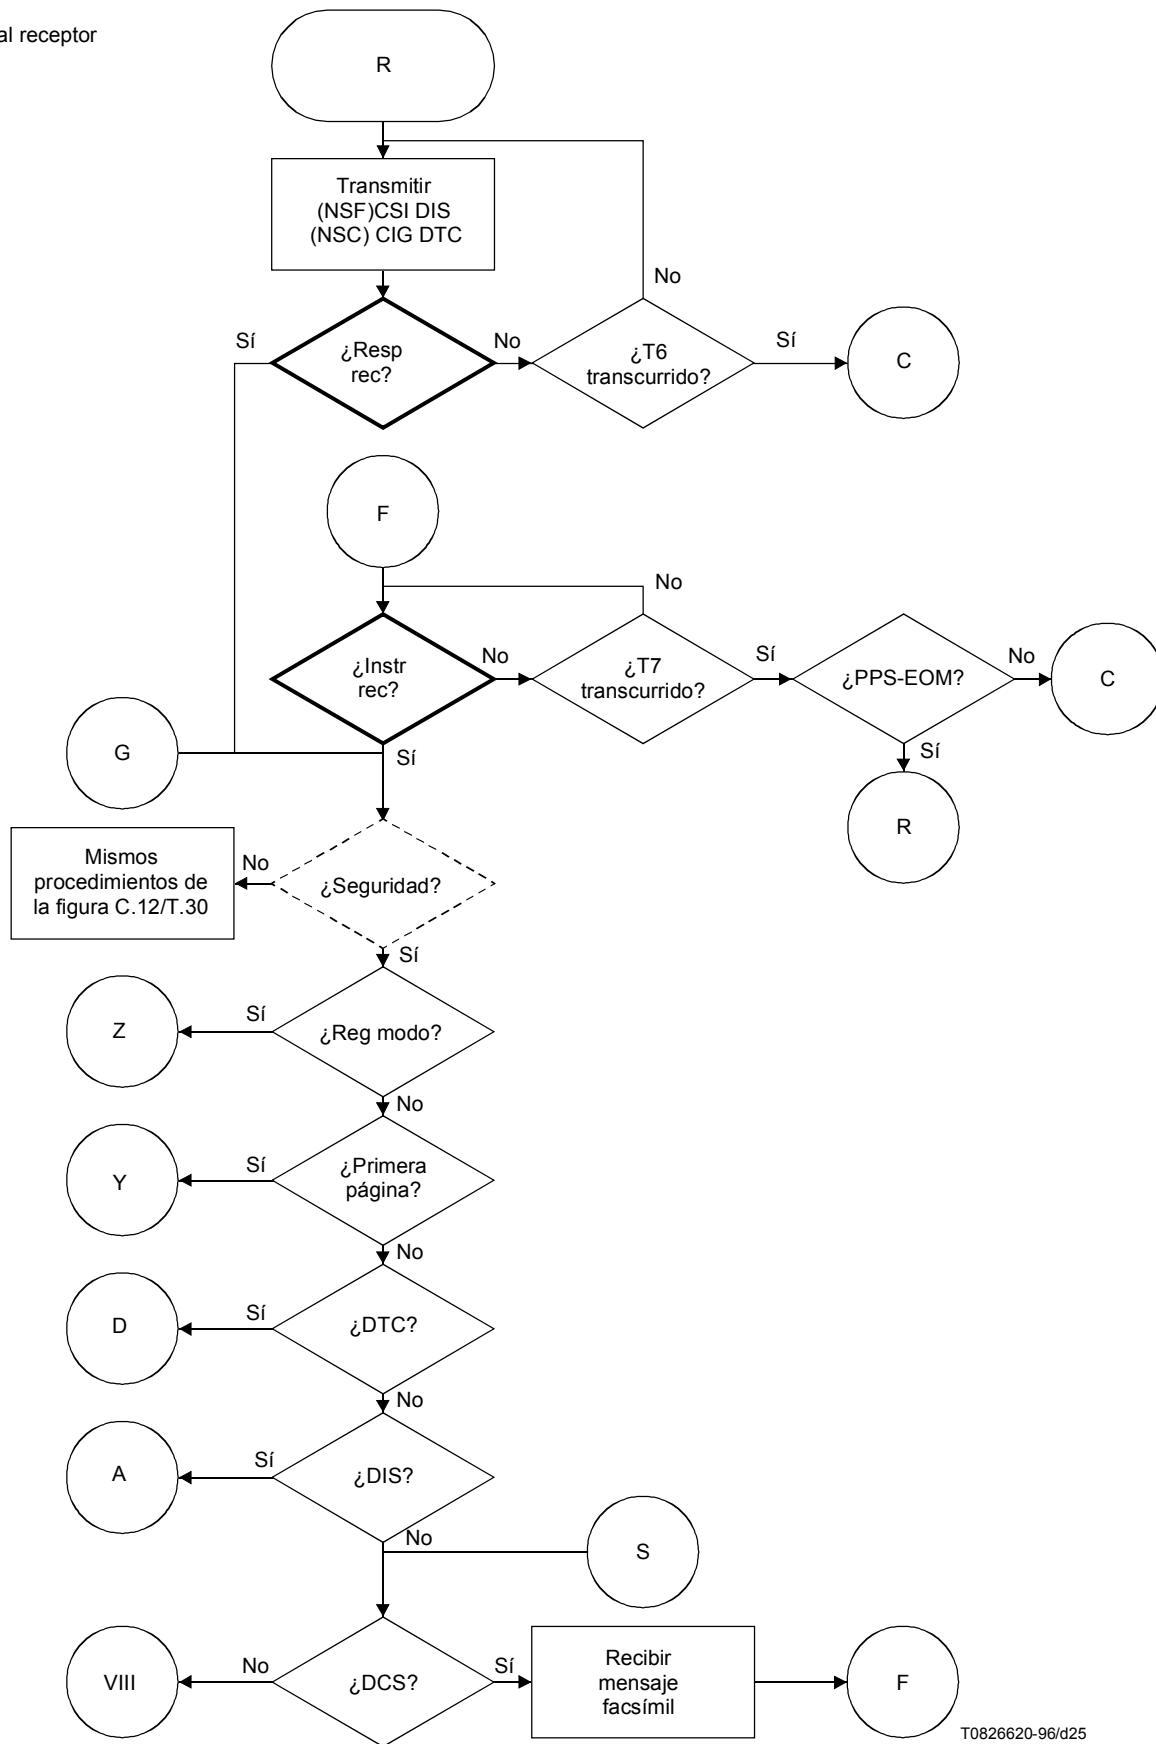 al receptor
R
Transmitir
(NSF)CSI DIS
(NSC) CIG DTC
No
Sí
¿Resp
rec?
No
¿T6
transcurrido?
Sí
C
F
No
¿Instr
rec?
No
¿T7
transcurrido?
Sí
¿PPS-EOM?
No
C
G
Sí
Sí
R
Mismos
procedimientos de
la figura C.12/T.30
No
¿Seguridad?
Sí
Z
Sí
¿Reg modo?
No
Y
Sí
¿Primera
página?
No
D
Sí
¿DTC?
No
A
Sí
¿DIS?
No
S
VIII
No
¿DCS?
Sí
Recibir
mensaje
facsímil
F
T0826620-96/d25